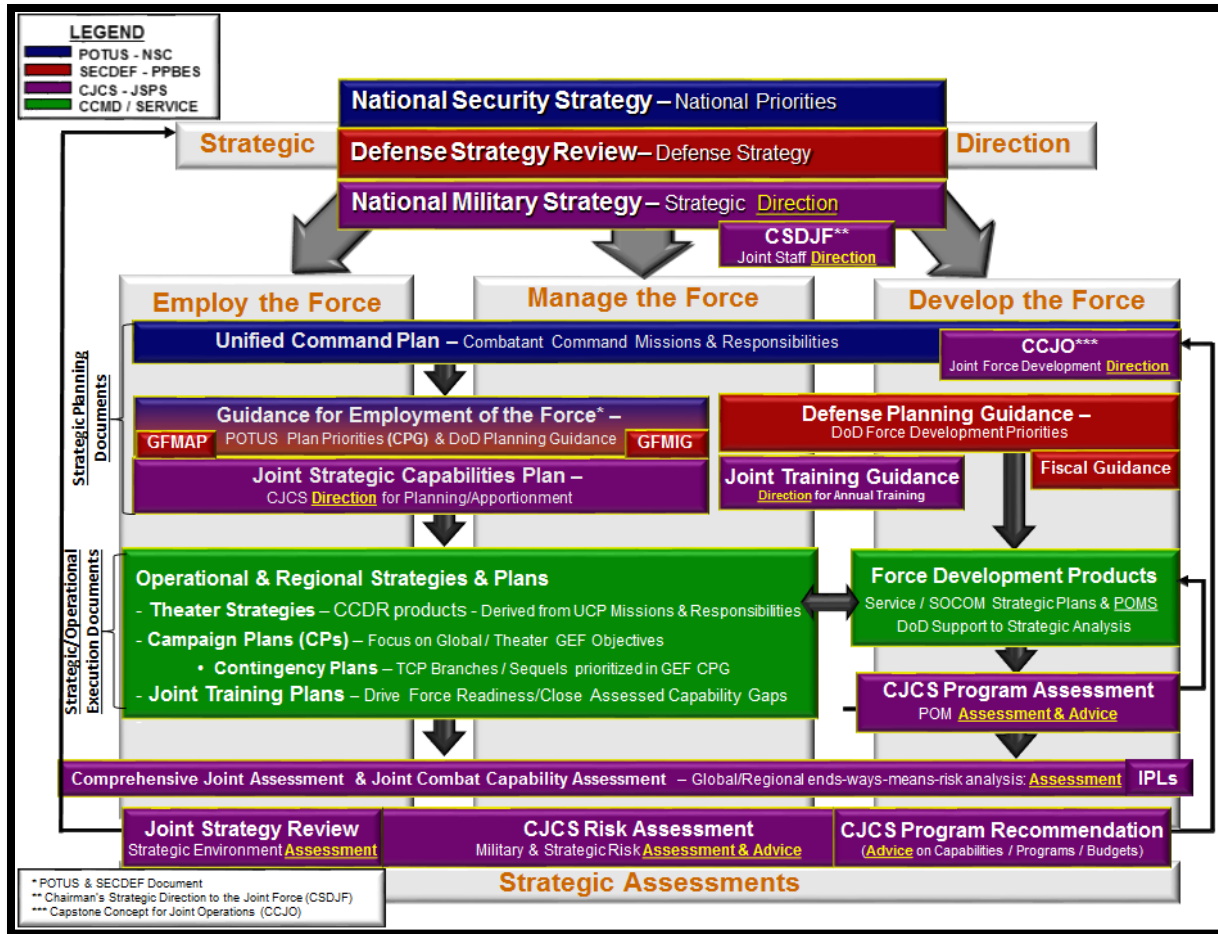 LEGEND
POTUS - NSC
SECDEF - PPBES
CJCS - JSPS
CCMD / SERVICE
National Security Strategy – National Priorities
Strategic
Direction
Defense Strategy Review– Defense Strategy
National Military Strategy – Strategic Direction
CSDJF**
Joint Staff Direction
Employ the Force
Manage the Force
Develop the Force
Strategic Planning
Documents
Unified Command Plan – Combatant Command Missions & Responsibilities
CCJO***
Joint Force Development Direction
Guidance for Employment of the Force* –
GFMAP
POTUS Plan Priorities (CPG) & DoD Planning Guidance
GFMIG
Defense Planning Guidance –
DoD Force Development Priorities
Joint Strategic Capabilities Plan –
CJCS Direction for Planning/Apportionment
Joint Training Guidance
Direction for Annual Training
Fiscal Guidance
Strategic/Operational
Execution Documents
Operational & Regional Strategies & Plans
- Theater Strategies – CCDR products - Derived from UCP Missions & Responsibilities
- Campaign Plans (CPs) – Focus on Global / Theater GEF Objectives
• Contingency Plans – TCP Branches / Sequels prioritized in GEF CPG
- Joint Training Plans – Drive Force Readiness/Close Assessed Capability Gaps
Force Development Products
Service / SOCOM Strategic Plans & POMS
DoD Support to Strategic Analysis
CJCS Program Assessment
POM Assessment & Advice
Comprehensive Joint Assessment & Joint Combat Capability Assessment – Global/Regional ends-ways-means-risk analysis: Assessment
IPLs
Joint Strategy Review
Strategic Environment Assessment
CJCS Risk Assessment
Military & Strategic Risk Assessment & Advice
CJCS Program Recommendation
(Advice on Capabilities / Programs / Budgets)
Strategic Assessments
* POTUS & SECDEF Document
** Chairman's Strategic Direction to the Joint Force (CSDJF)
*** Capstone Concept for Joint Operations (CCJO)